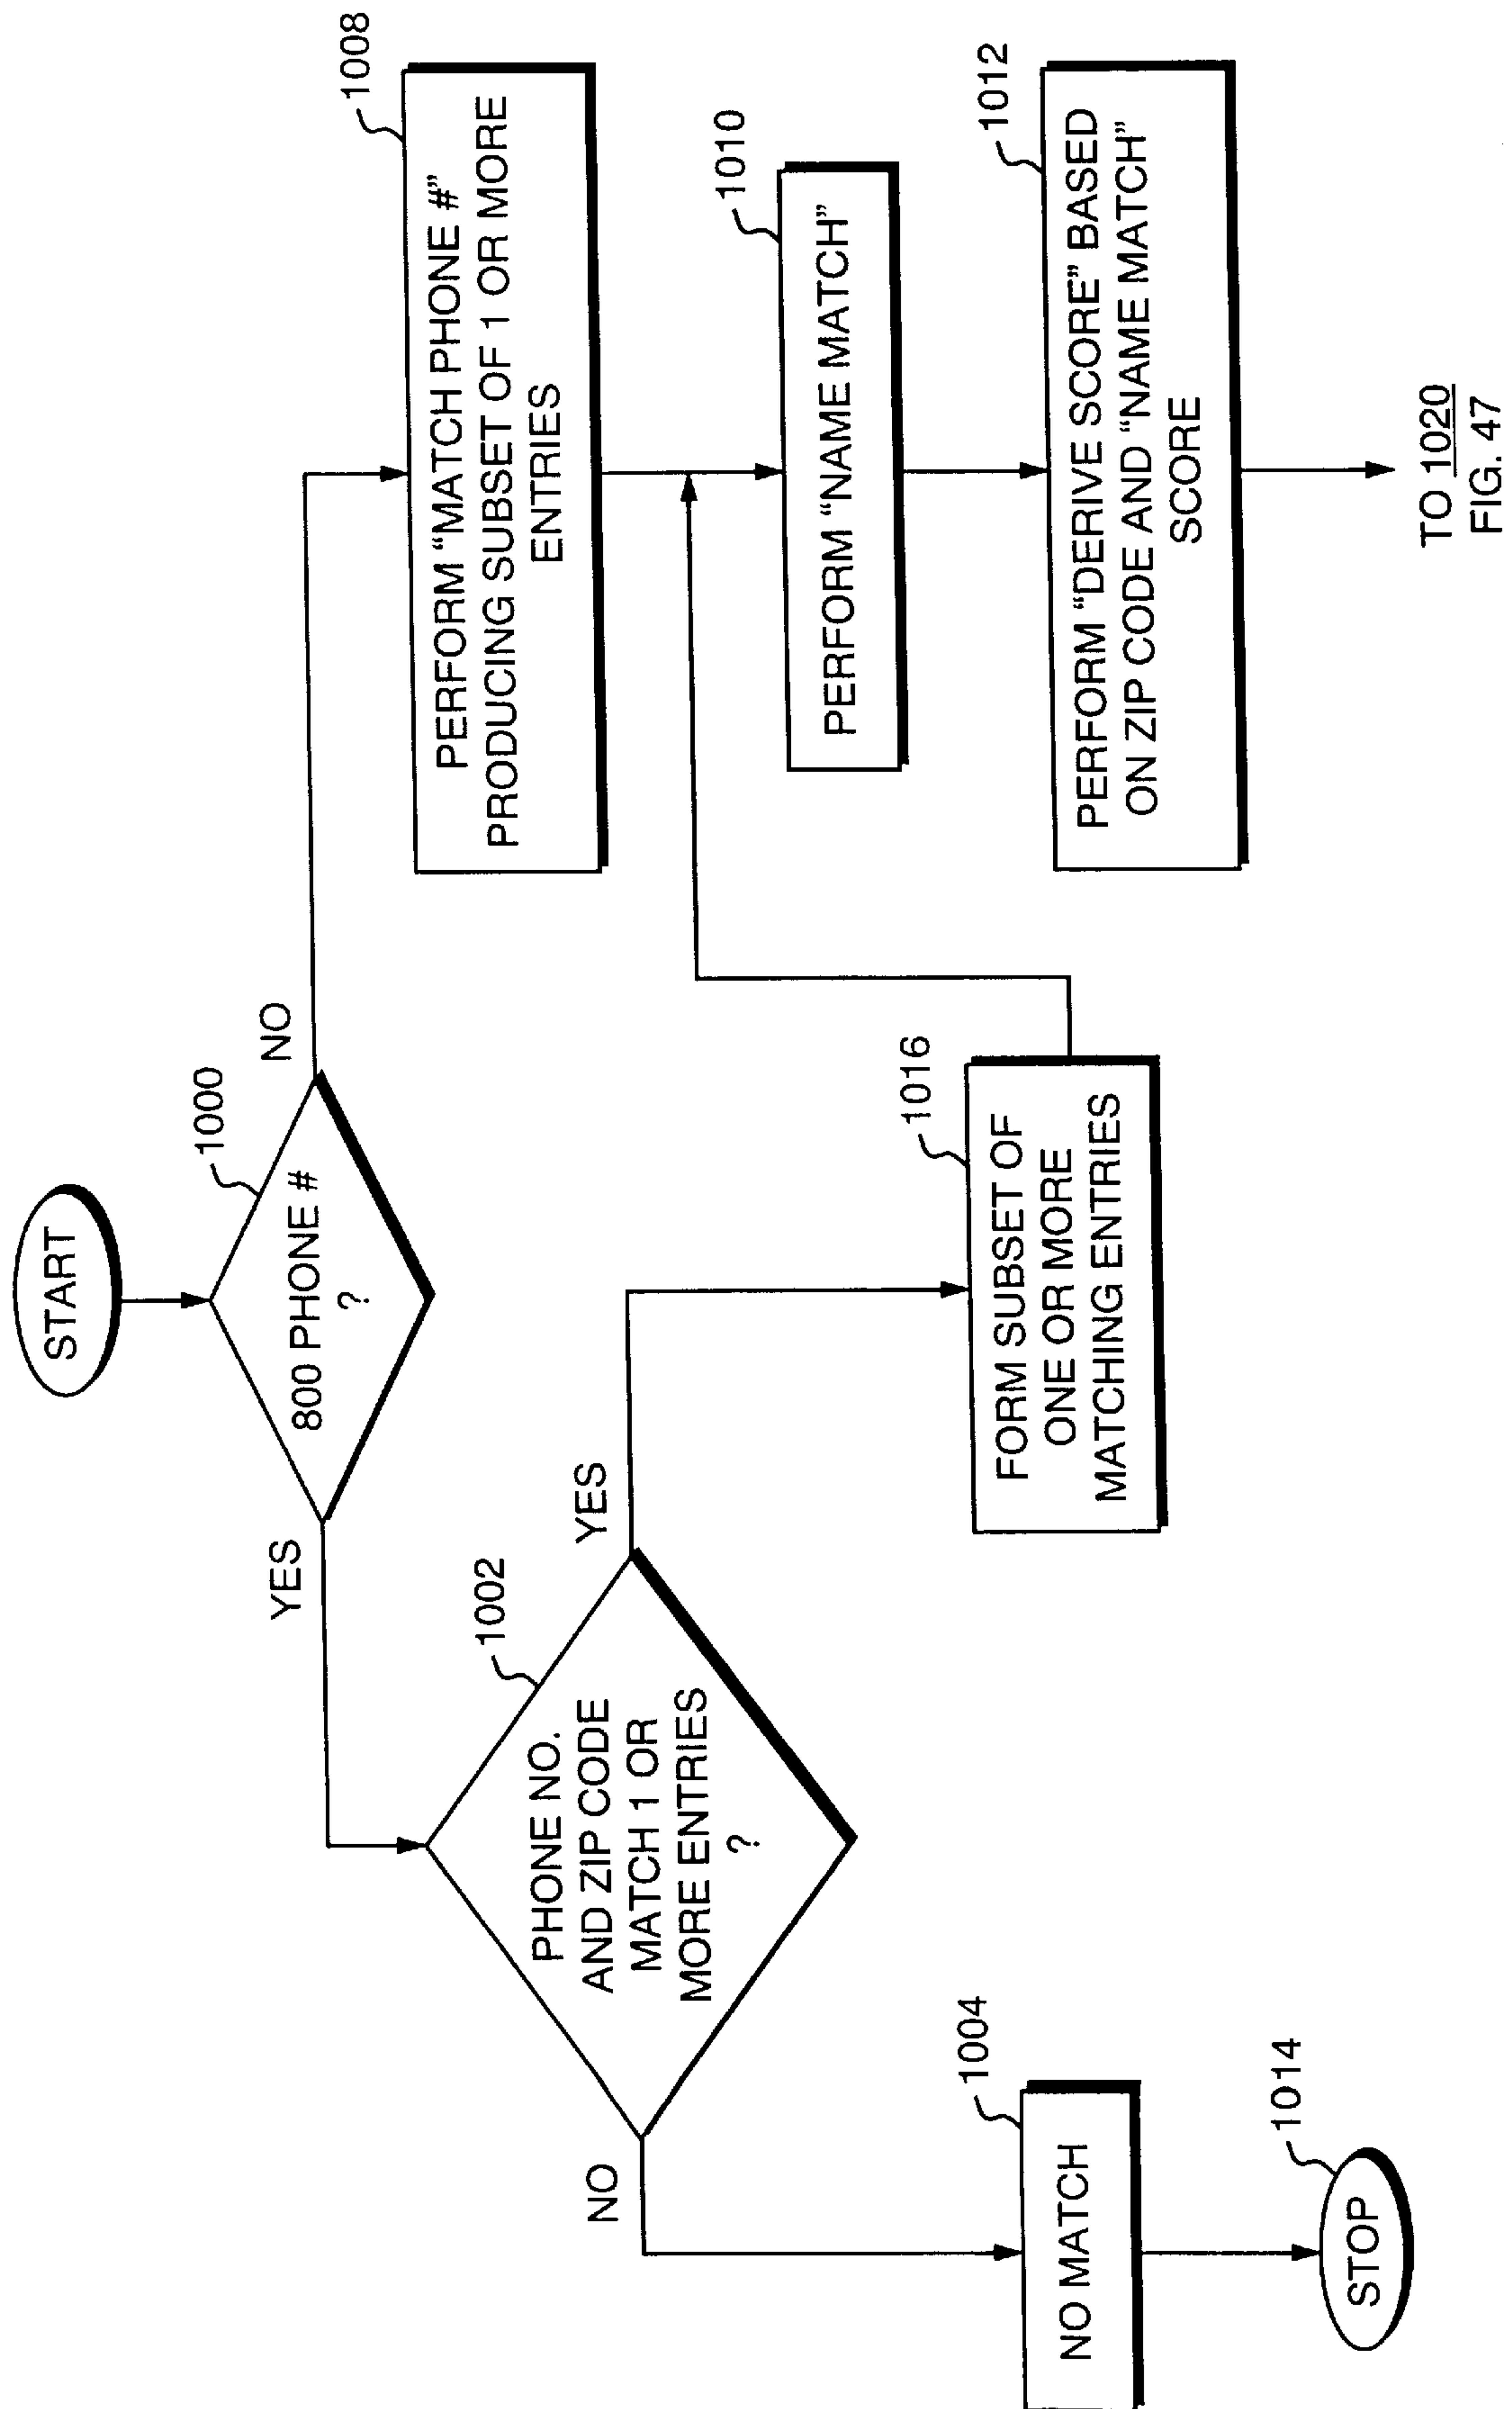 START
1000
800 PHONE #
?
YES
NO
1008
PERFORM “MATCH PHONE #”
PRODUCING SUBSET OF 1 OR MORE
ENTRIES
1002
PHONE NO.
AND ZIP CODE
MATCH 1 OR
MORE ENTRIES
?
YES
NO
1010
PERFORM “NAME MATCH”
1016
FORM SUBSET OF
ONE OR MORE
MATCHING ENTRIES
1004
NO MATCH
1012
PERFORM “DERIVE SCORE” BASED
ON ZIP CODE AND “NAME MATCH”
SCORE
1014
STOP
TO 1020
FIG. 47